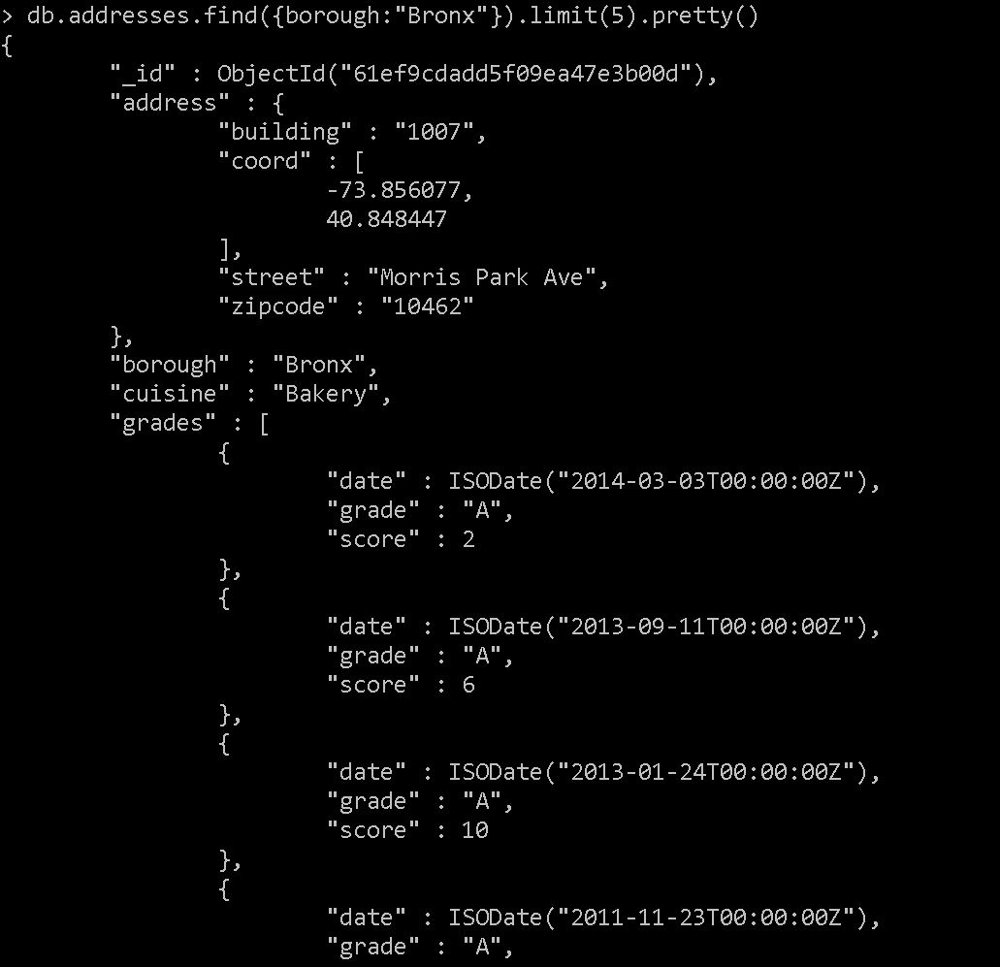 > db.addresses.find({borough:"Bronx"}).limit(5).pretty()
{
        "_id" : ObjectId("61ef9cdadd5f09ea47e3b00d"),
        "address" : {
                "building" : "1007",
                "coord" : [
                        -73.856077,
                        40.848447
                ],
                "street" : "Morris Park Ave",
                "zipcode" : "10462"
        },
        "borough" : "Bronx",
        "cuisine" : "Bakery",
        "grades" : [
                {
                        "date" : ISODate("2014-03-03T00:00:00Z"),
                        "grade" : "A",
                        "score" : 2
                },
                {
                        "date" : ISODate("2013-09-11T00:00:00Z"),
                        "grade" : "A",
                        "score" : 6
                },
                {
                        "date" : ISODate("2013-01-24T00:00:00Z"),
                        "grade" : "A",
                        "score" : 10
                },
                {
                        "date" : ISODate("2011-11-23T00:00:00Z"),
                        "grade" : "A",